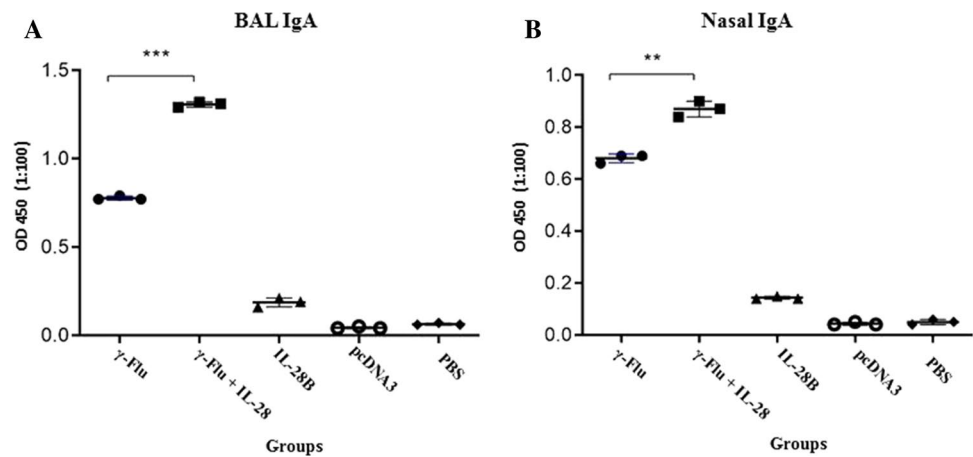 A
BAL IgA
***
1.5
1.0
0.5
0.0
OD 450 (1:100)
γ-Flu
γ-Flu + IL-28
IL-28B
pcDNA3
PBS
Groups
B
Nasal IgA
**
1.0
0.8
0.6
0.4
0.2
0.0
OD 450 (1:100)
γ-Flu
γ-Flu + IL-28
IL-28B
pcDNA3
PBS
Groups